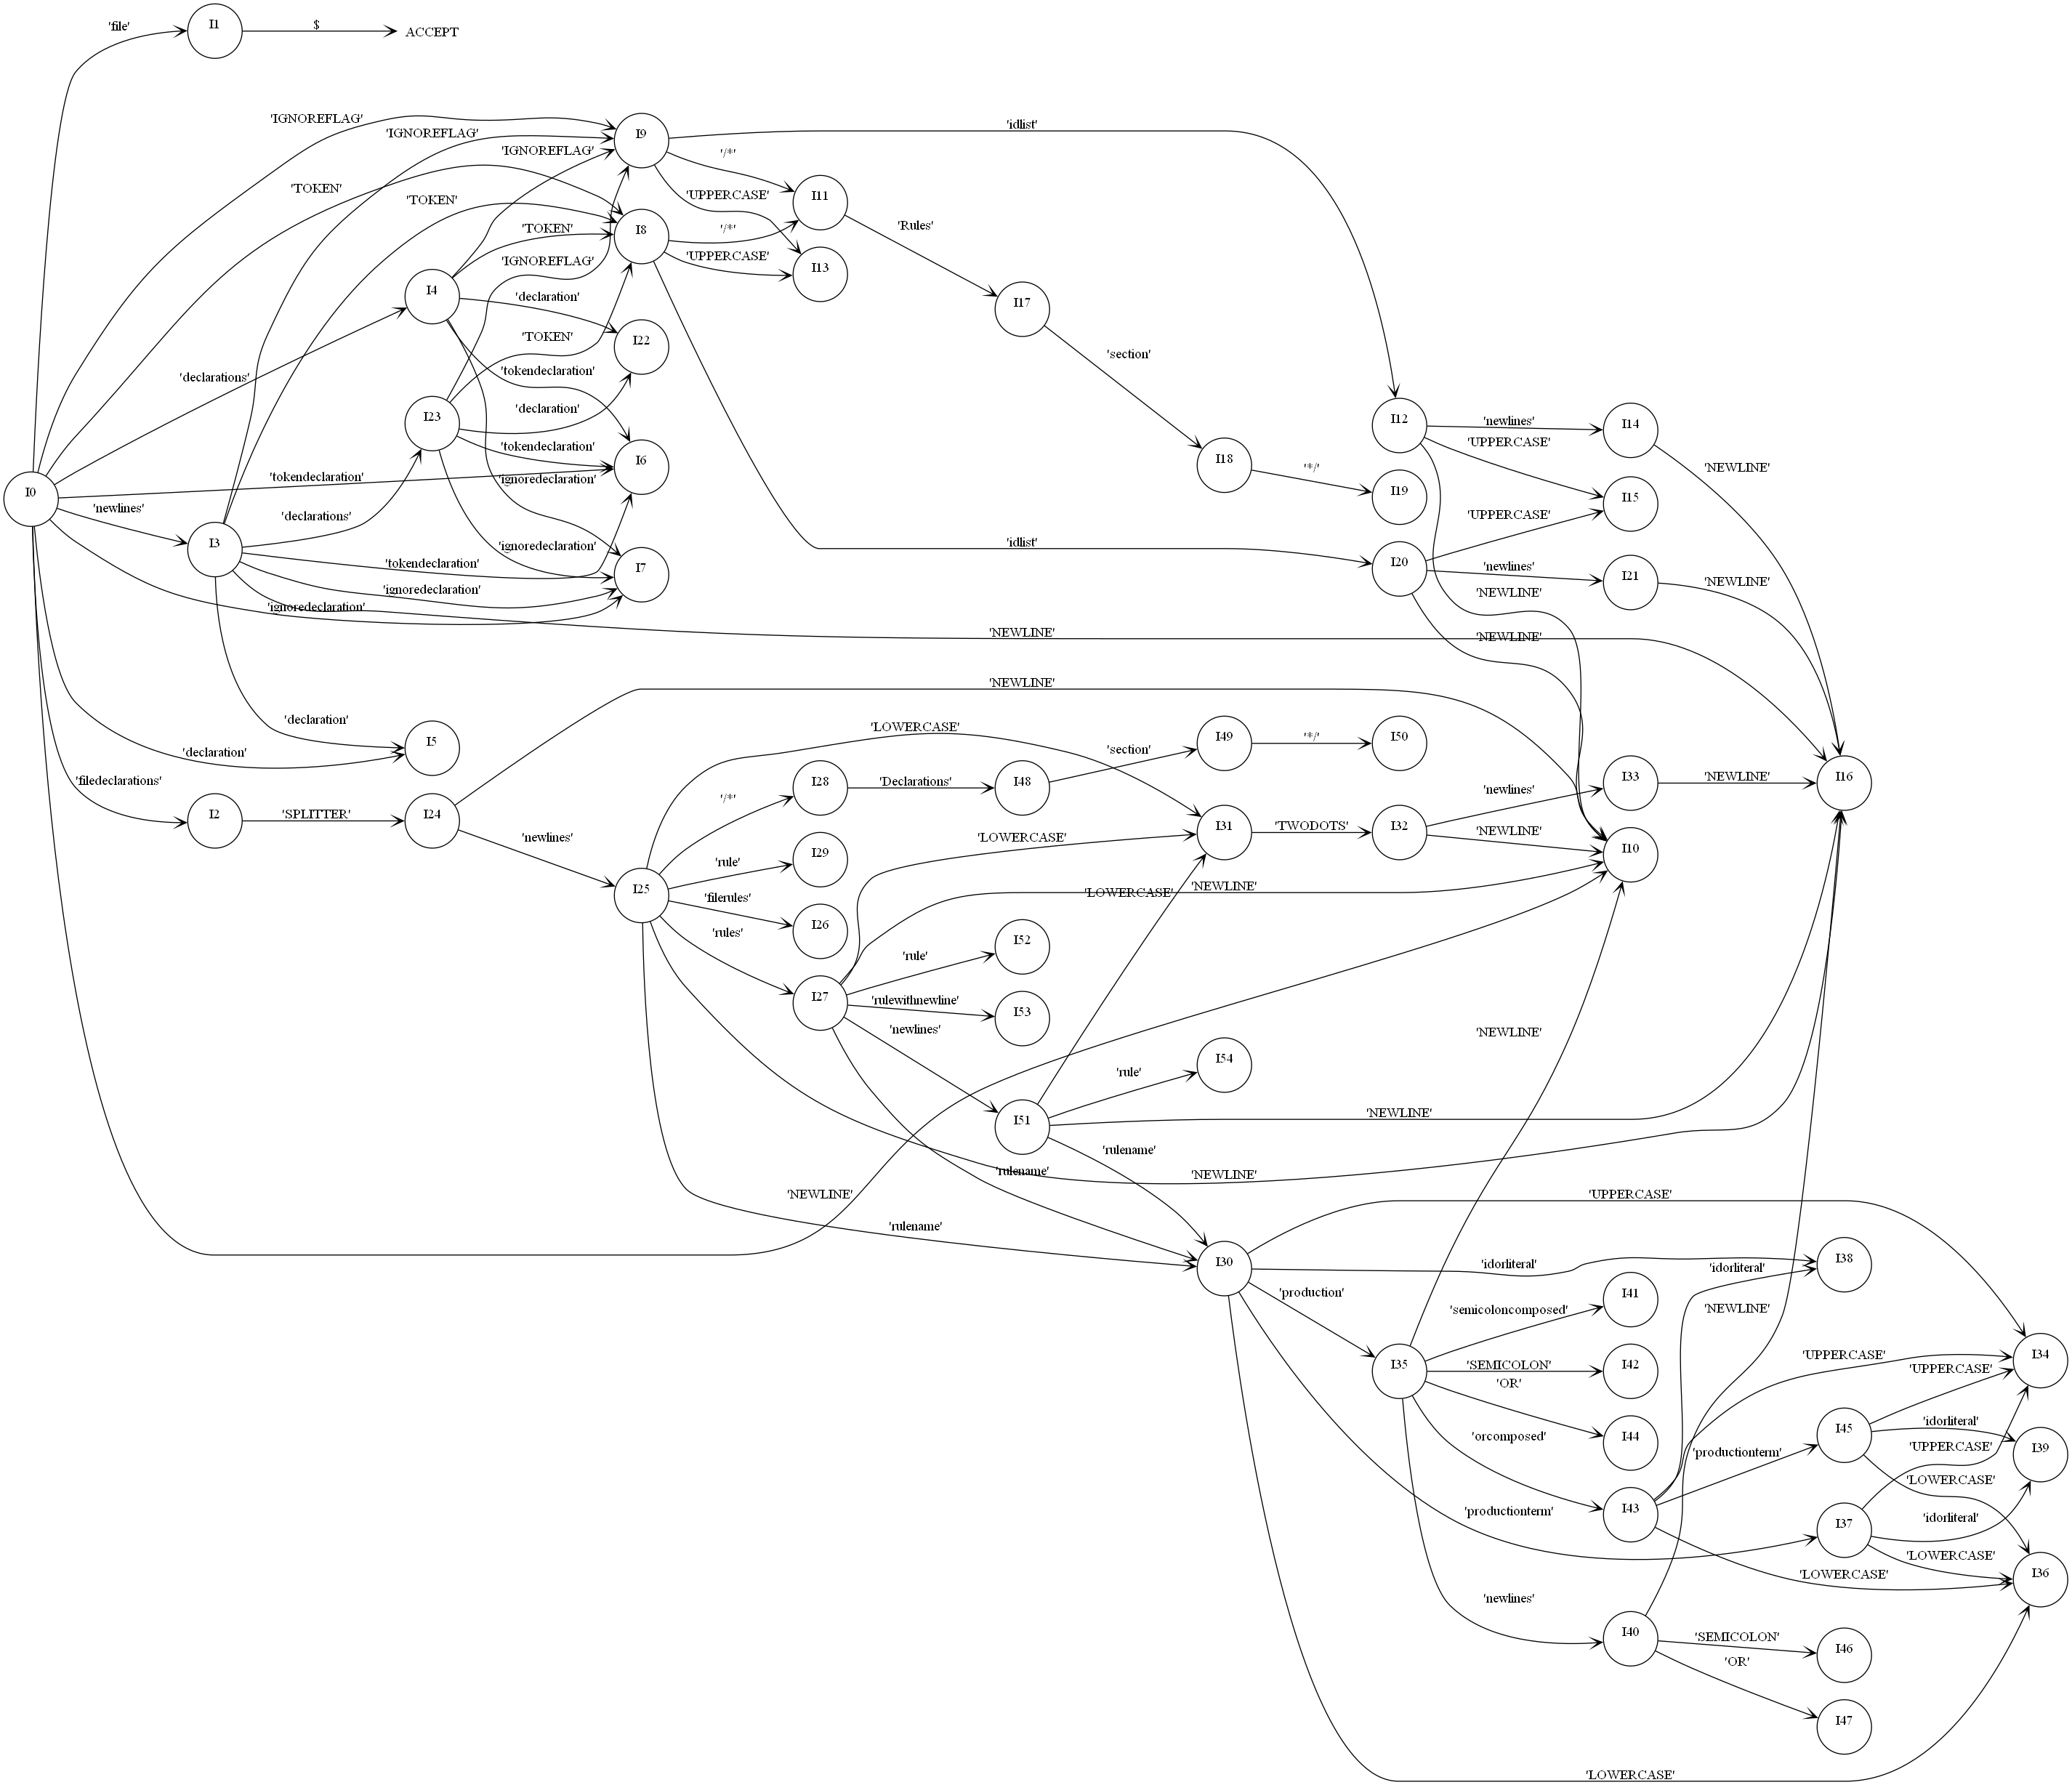 'file'
I1
$
ACCEPT
'IGNOREFLAG'
'IGNOREFLAG'
'IGNOREFLAG'
I9
'idlist'
'/*'
'UPPERCASE'
I11
'TOKEN'
'TOKEN'
'TOKEN'
I8
'/*'
'UPPERCASE'
'Rules'
I13
'IGNOREFLAG'
I4
'declaration'
I17
'TOKEN'
I22
'section'
'declarations'
'tokendeclaration'
I23
'declaration'
I12
'newlines'
I14
'UPPERCASE'
'tokendeclaration'
I6
I18
'*/'
I19
'NEWLINE'
I0
'tokendeclaration'
'ignoredeclaration'
'newlines'
'declarations'
I3
'UPPERCASE'
I15
'ignoredeclaration'
'idlist'
I20
'newlines'
I21
'NEWLINE'
'tokendeclaration'
I7
'ignoredeclaration'
'ignoredeclaration'
'NEWLINE'
'NEWLINE'
'NEWLINE'
'NEWLINE'
'declaration'
I5
'declaration'
'LOWERCASE'
'section'
I49
'*/'
I50
'filedeclarations'
I2
'SPLITTER'
I24
'/*'
I28
'Declarations'
I48
'newlines'
I33
'NEWLINE'
I16
'newlines'
'rule'
I29
'LOWERCASE'
I31
'TWODOTS'
I32
'NEWLINE'
I10
I25
'filerules'
I26
'LOWERCASE'
'NEWLINE'
'rules'
'rule'
I52
I27
'rulewithnewline'
I53
'newlines'
'NEWLINE'
'rule'
I54
I51
'NEWLINE'
'rulename'
'rulename'
'NEWLINE'
'NEWLINE'
'rulename'
'UPPERCASE'
I30
'idorliteral'
'idorliteral'
I38
'production'
'semicoloncomposed'
I41
'NEWLINE'
I35
'SEMICOLON'
I42
'OR'
'UPPERCASE'
'UPPERCASE'
I34
'orcomposed'
I44
'productionterm'
I45
'idorliteral'
'UPPERCASE'
I39
'LOWERCASE'
'productionterm'
I43
I37
'idorliteral'
'LOWERCASE'
'LOWERCASE'
I36
'newlines'
I40
'SEMICOLON'
I46
'OR'
I47
'LOWERCASE'